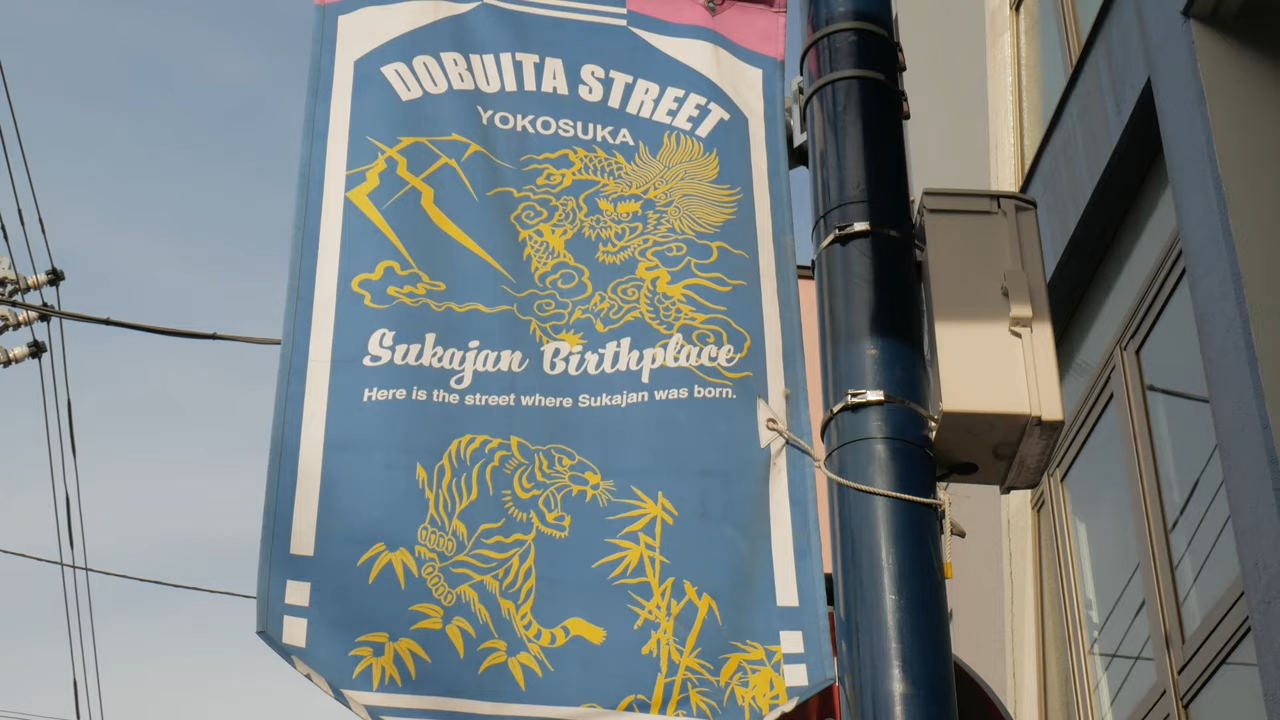 DOBUITA STREET
YOKOSUKA
Sukajan Birthplace
Here is the street where Sukajan was born.